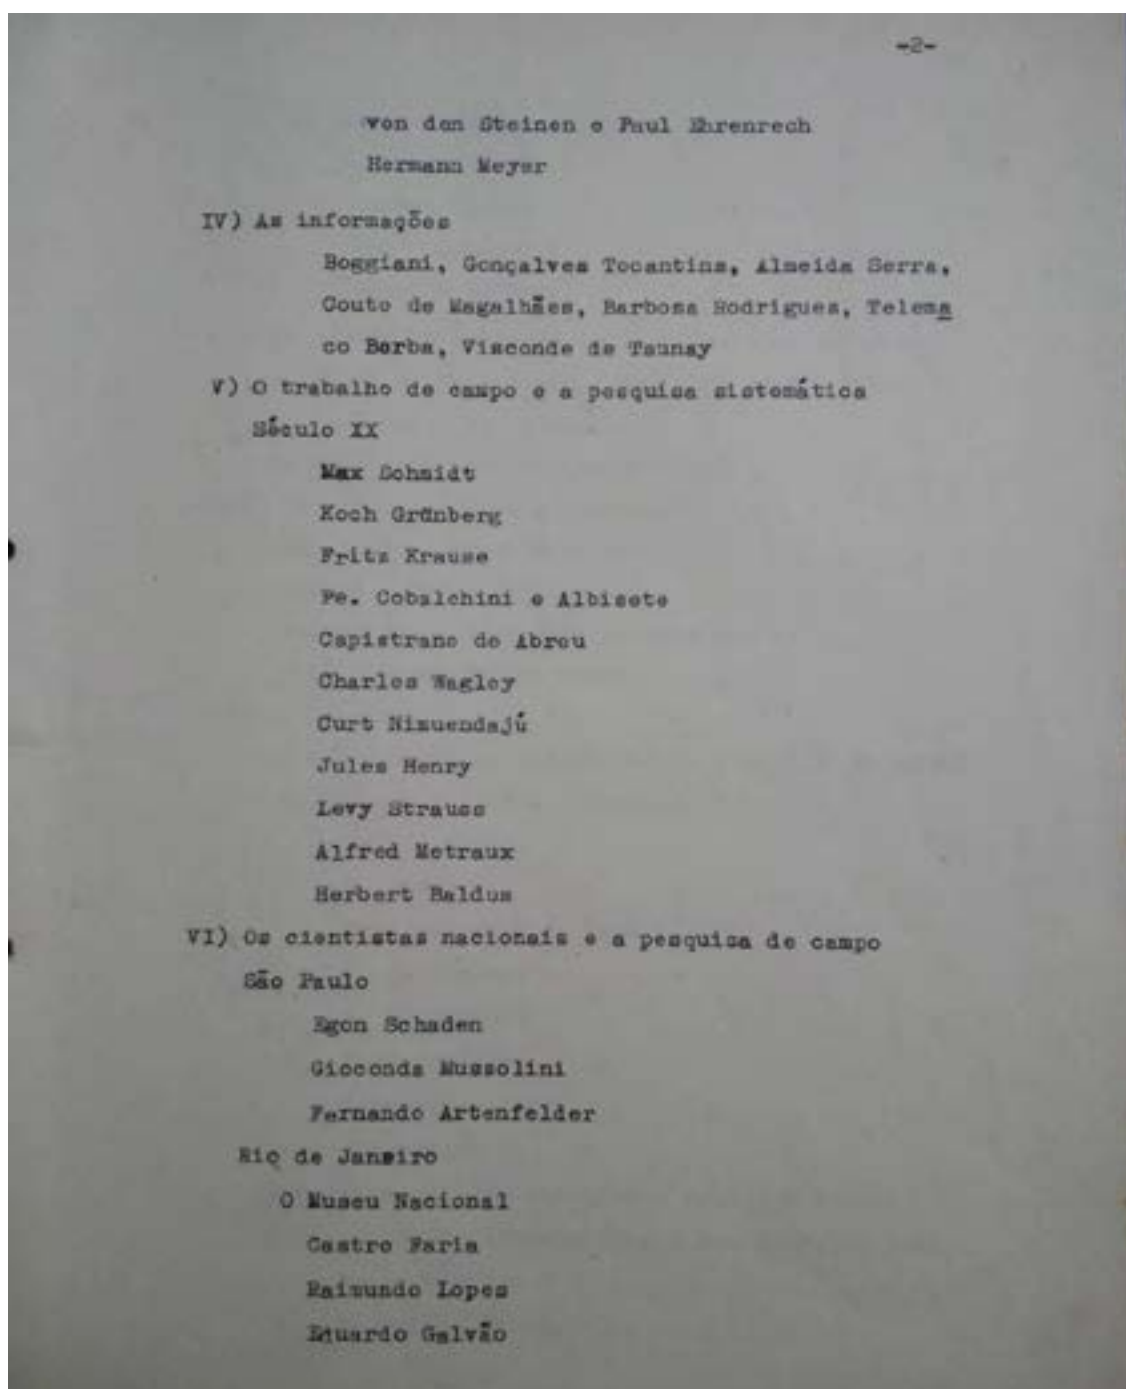 -2-
von den Steinen e Paul Ehrenrech
Hermann Meyer
IV) As informações
Boggiani, Gonçalves Tocantins, Almeida Serra,
Couto de Magalhães, Barbosa Rodrigues, Telema
co Borba, Visconde de Taunay
V) O trabalho de campo e a pesquisa sistemática
Século XX
Max Schmidt
Koch Grünberg
Fritz Krause
Pe. Cobalchini e Albisete
Capistrano de Abreu
Charles Wagley
Curt Nimuendajú
Jules Henry
Levy Strauss
Alfred Metraux
Herbert Baldus
VI) Os cientistas nacionais e a pesquisa de campo
São Paulo
Egon Schaden
Gioconda Mussolini
Fernando Artenfelder
Rio de Janeiro
O Museu Nacional
Castro Faria
Raimundo Lopes
Eduardo Galvão